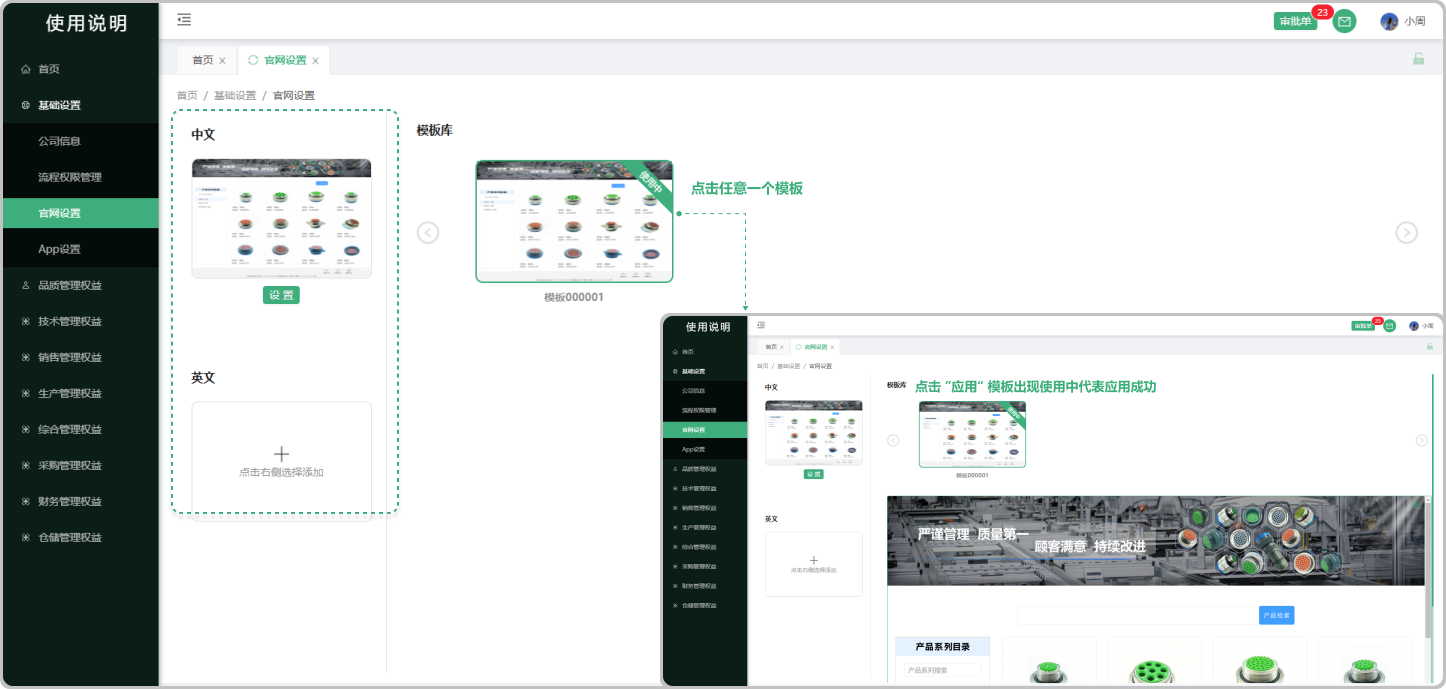 使用说明
首页
基础设置
公司信息
流程权限管理
官网设置
App设置
品质管理权益
技术管理权益
销售管理权益
生产管理权益
综合管理权益
采购管理权益
财务管理权益
仓储管理权益
审批单 23 小周
首页 × 官网设置 ×
首页 / 基础设置 / 官网设置
中文
设 置
英文
点击右侧选择添加
模板库
使用中
模板000001
点击任意一个模板
使用说明
首页
基础设置
公司信息
流程权限管理
官网设置
App设置
品质管理权益
技术管理权益
销售管理权益
生产管理权益
综合管理权益
采购管理权益
财务管理权益
仓储管理权益
审批单 23 小周
首页 × 官网设置 ×
首页 / 基础设置 / 官网设置
中文
设 置
英文
点击右侧选择添加
模板库
点击 “应用” 模板出现使用中代表应用成功
使用中
模板000001
严谨管理 质量第一
顾客满意 持续改进
产品检索
产品系列目录
产品系列搜索